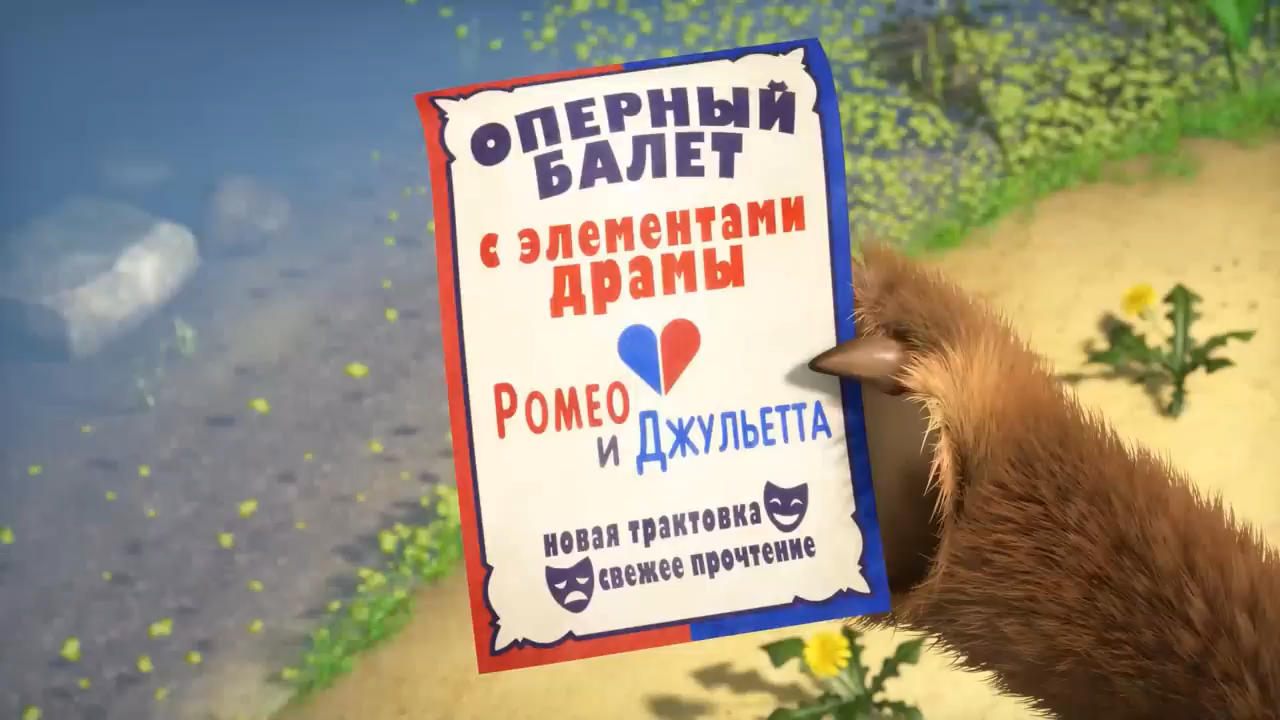 ОПЕРНЫЙ
БАЛЕТ
с элементами
драмы
Ромео
и Джульетта
новая трактовка
свежее прочтение